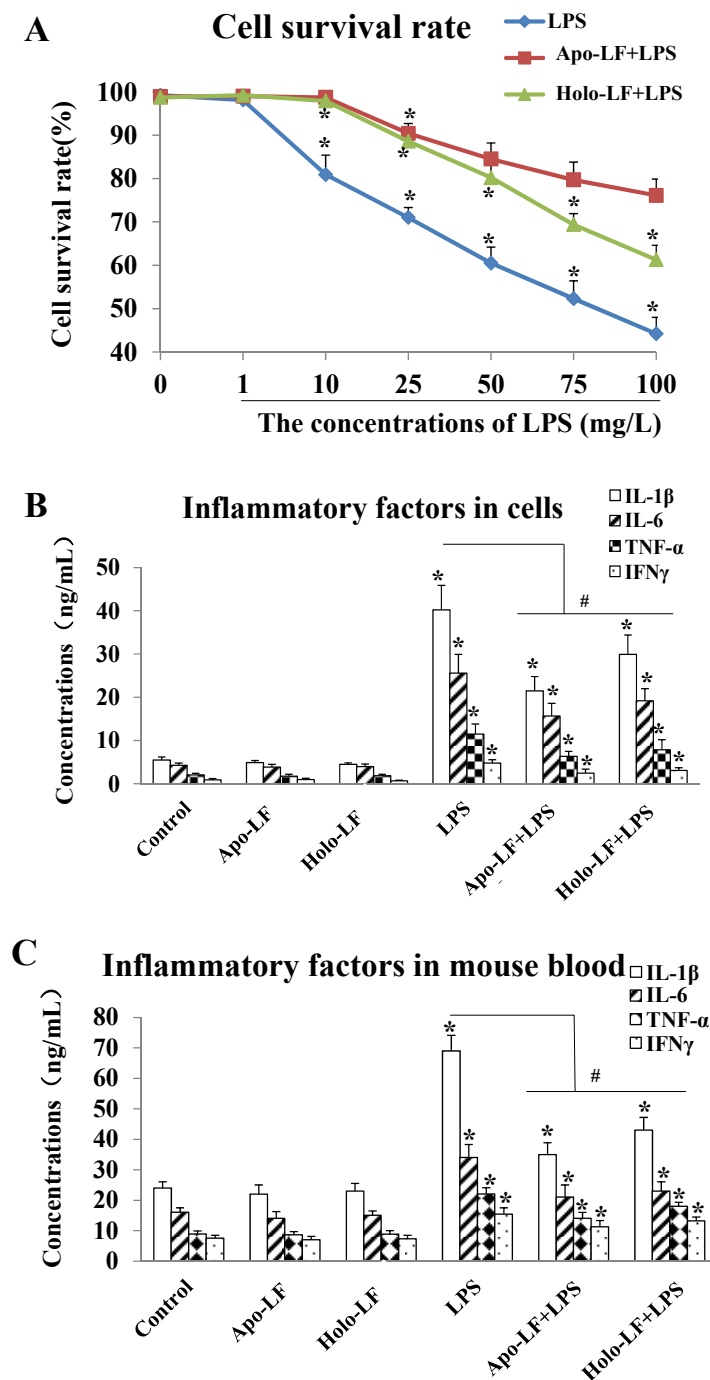 A
Cell survival rate
LPS
Apo-LF+LPS
Holo-LF+LPS
Cell survival rate(%)
100
90
80
70
60
50
40
* *
* *
* *
* *
* *
* *
0 1 10 25 50 75 100
The concentrations of LPS (mg/L)
B
Inflammatory factors in cells
IL-1β
IL-6
TNF-α
IFNγ
Concentrations（ng/mL）
50
40
30
20
10
0
#
* * * *
* * * *
* * * *
Control Apo-LF Holo-LF LPS Apo-LF+LPS Holo-LF+LPS
C
Inflammatory factors in mouse blood
IL-1β
IL-6
TNF-α
IFNγ
Concentrations（ng/mL）
80
70
60
50
40
30
20
10
0
#
* * * *
* * * *
* * * *
Control Apo-LF Holo-LF LPS Apo-LF+LPS Holo-LF+LPS